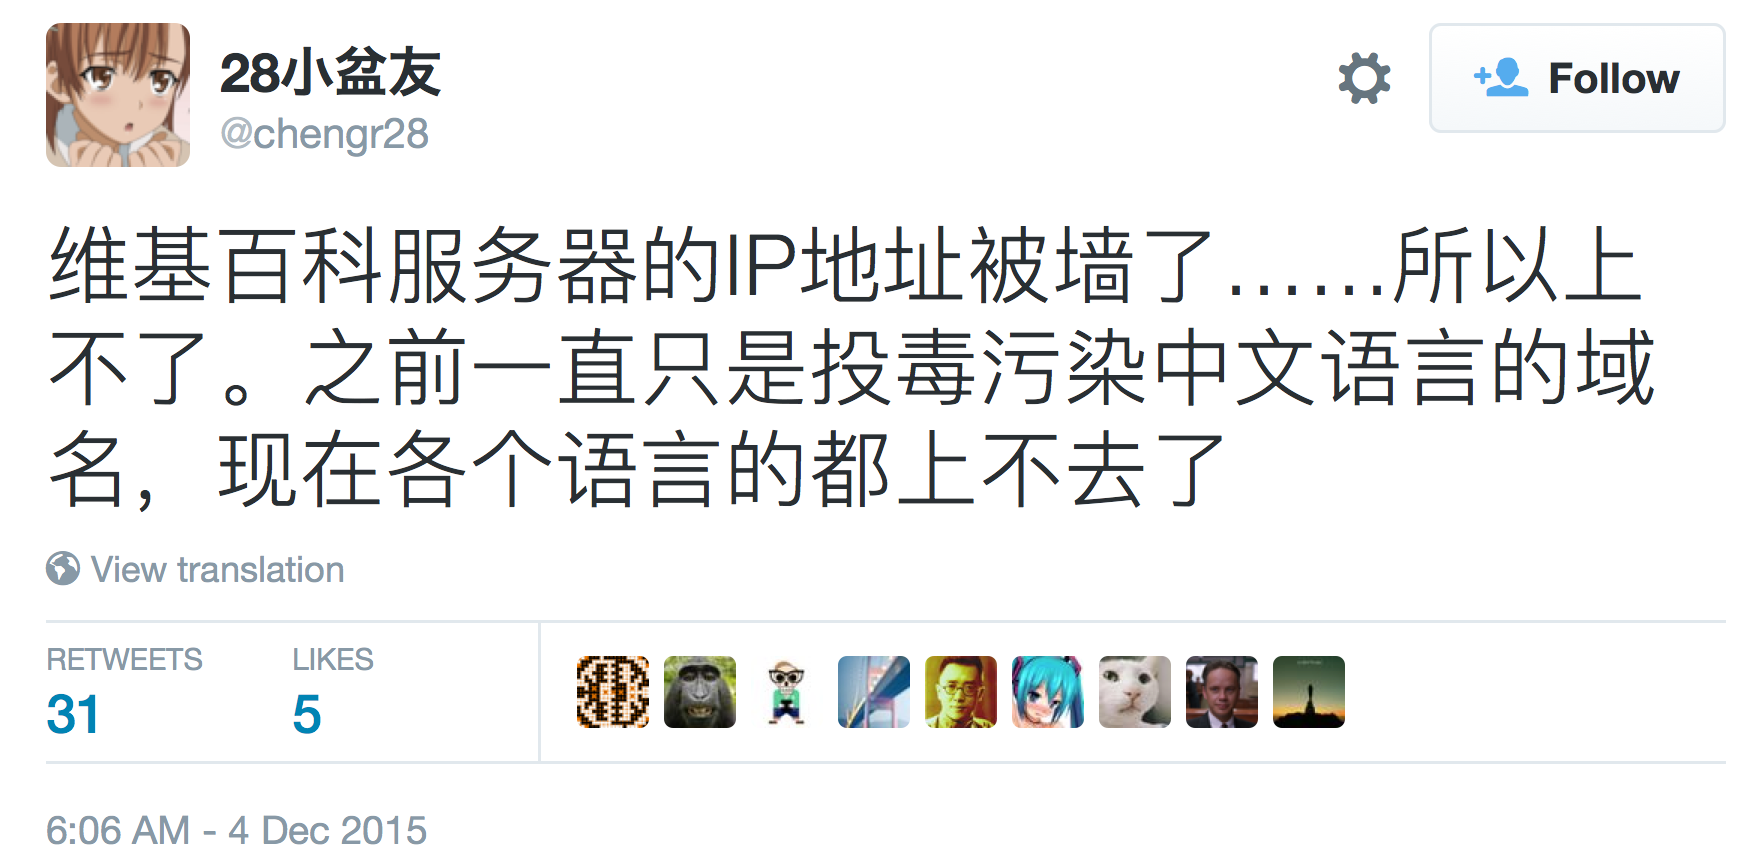 28小盆友
@chengr28
Follow
维基百科服务器的IP地址被墙了……所以上
不了。之前一直只是投毒污染中文语言的域
名，现在各个语言的都上不去了
View translation
RETWEETS
31
LIKES
5
6:06 AM - 4 Dec 2015